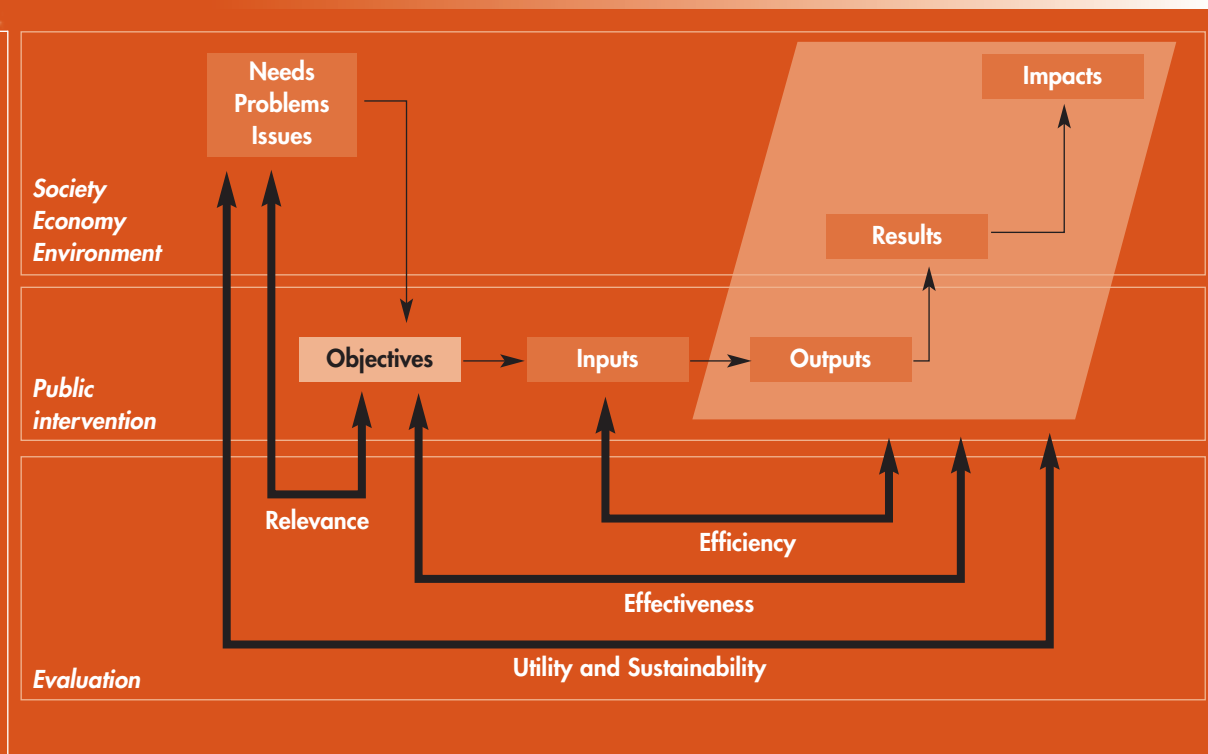 Needs
Problems
Issues
Impacts
Society
Economy
Environment
Results
Objectives
Inputs
Outputs
Public
intervention
Relevance
Efficiency
Effectiveness
Utility and Sustainability
Evaluation